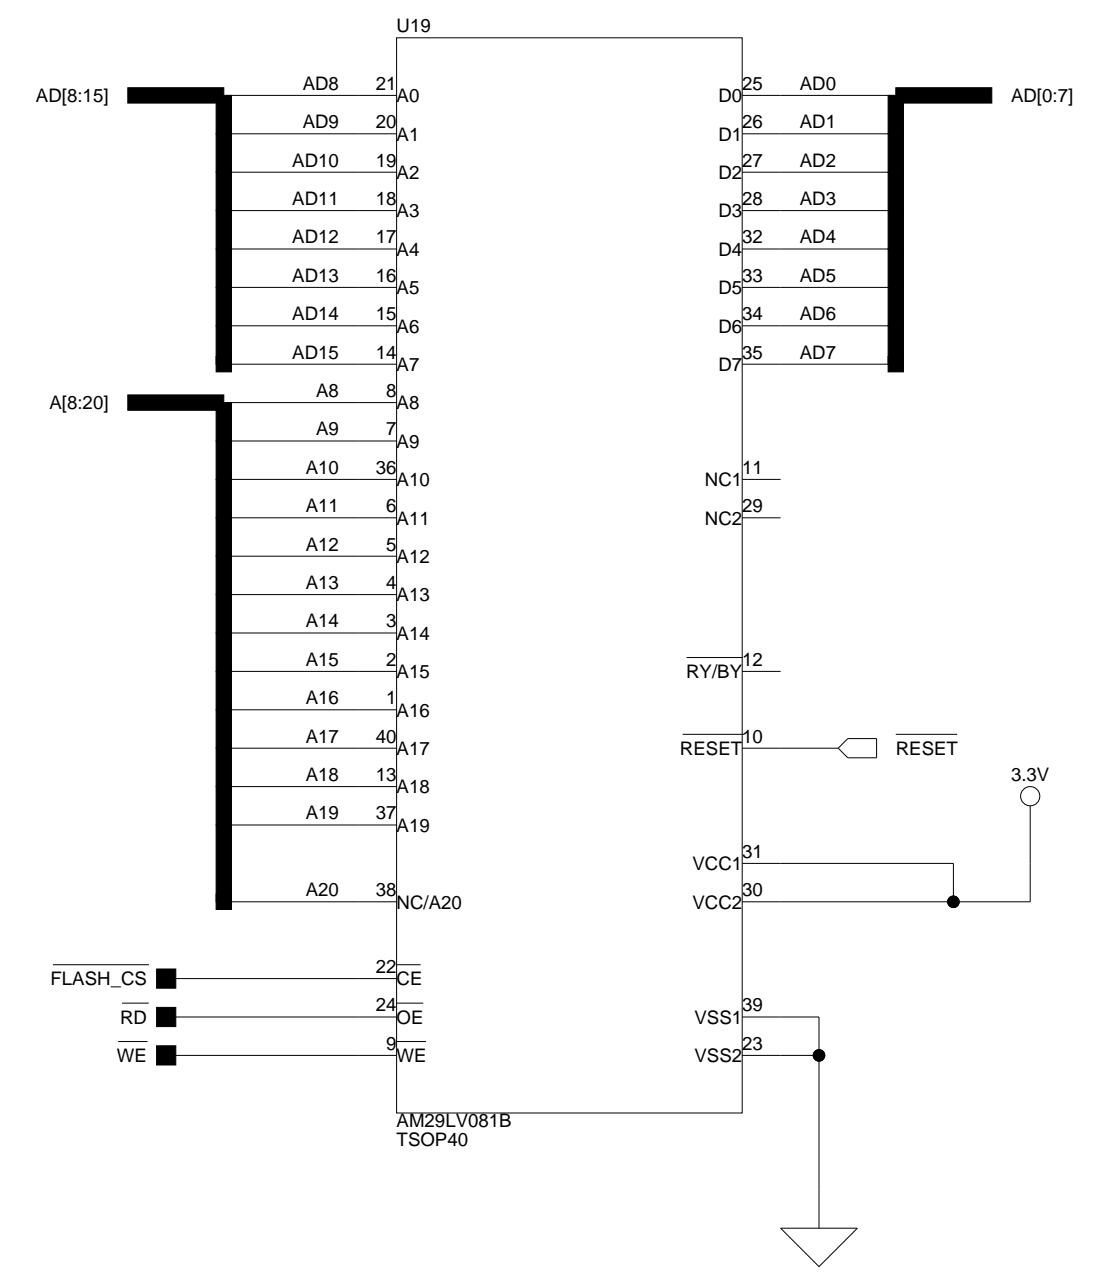 U19
AD[8:15] AD8 21 A0 D0 25 AD0 AD[0:7]
AD9 20 A1 D1 26 AD1
AD10 19 A2 D2 27 AD2
AD11 18 A3 D3 28 AD3
AD12 17 A4 D4 32 AD4
AD13 16 A5 D5 33 AD5
AD14 15 A6 D6 34 AD6
AD15 14 A7 D7 35 AD7
A[8:20] A8 8 A8
A9 7 A9
A10 36 A10 NC1 11
A11 6 A11 NC2 29
A12 5 A12
A13 4 A13
A14 3 A14
A15 2 A15 RY/BY 12
A16 1 A16
A17 40 A17 RESET 10 RESET
A18 13 A18 3.3V
A19 37 A19
VCC1 31
A20 38 NC/A20 VCC2 30
FLASH_CS 22 CE
RD 24 OE VSS1 39
WE 9 WE VSS2 23
AM29LV081B
TSOP40